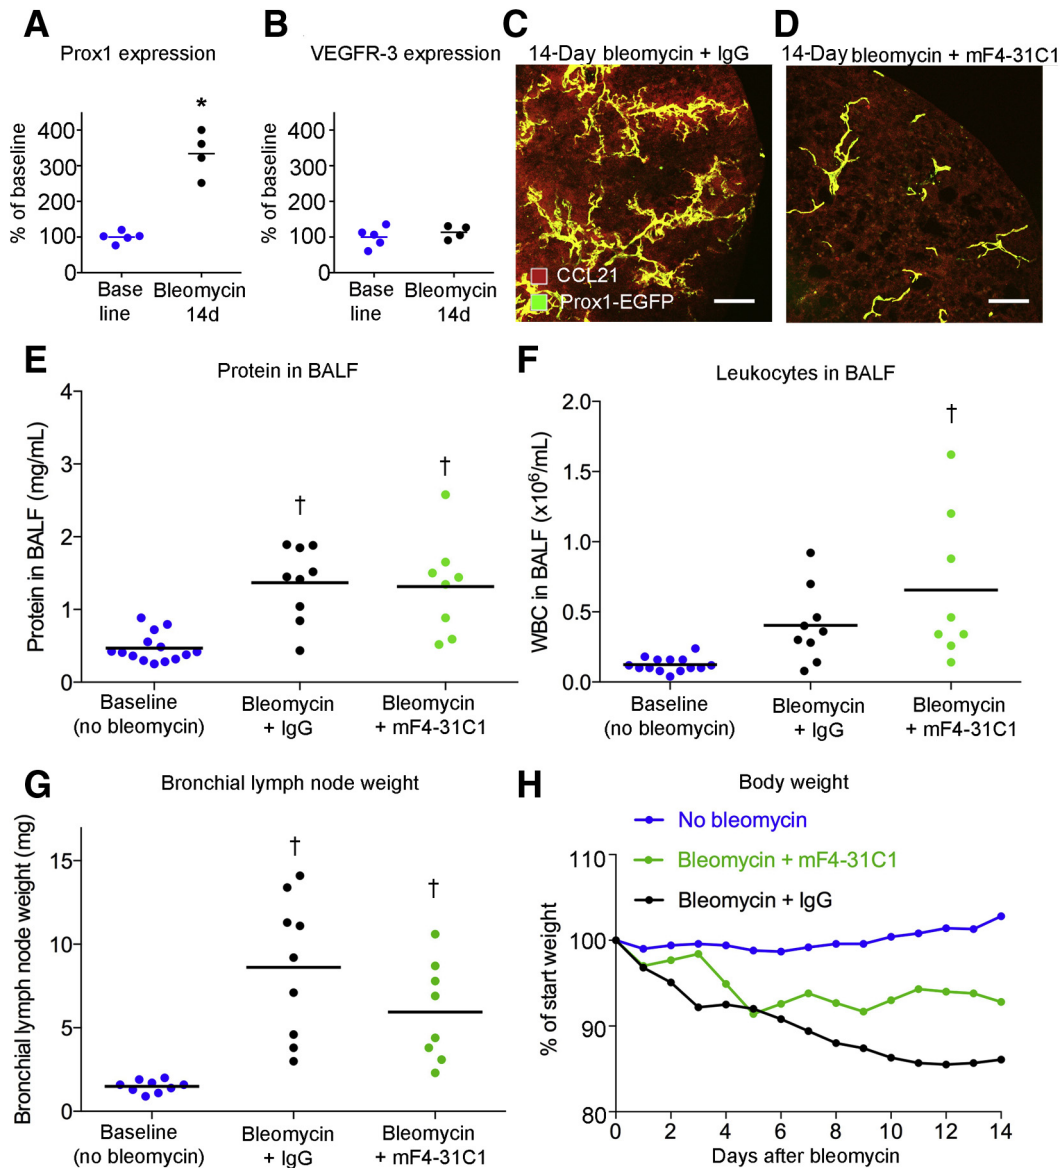 A
Prox1 expression
% of baseline
400
300
200
100
0
*
Base
line
Bleomycin
14d
B
VEGFR-3 expression
% of baseline
400
300
200
100
0
Base
line
Bleomycin
14d
C
14-Day bleomycin + IgG
CCL21
Prox1-EGFP
D
14-Day bleomycin + mF4-31C1
E
Protein in BALF
Protein in BALF (mg/mL)
4
3
2
1
0
†
†
Baseline
(no bleomycin)
Bleomycin
+ IgG
Bleomycin
+ mF4-31C1
F
Leukocytes in BALF
WBC in BALF (x10⁶/mL)
2.0
1.5
1.0
0.5
0.0
†
Baseline
(no bleomycin)
Bleomycin
+ IgG
Bleomycin
+ mF4-31C1
G
Bronchial lymph node weight
Bronchial lymph node weight (mg)
15
10
5
0
†
†
Baseline
(no bleomycin)
Bleomycin
+ IgG
Bleomycin
+ mF4-31C1
H
Body weight
No bleomycin
Bleomycin + mF4-31C1
Bleomycin + IgG
% of start weight
110
100
90
80
0 2 4 6 8 10 12 14
Days after bleomycin